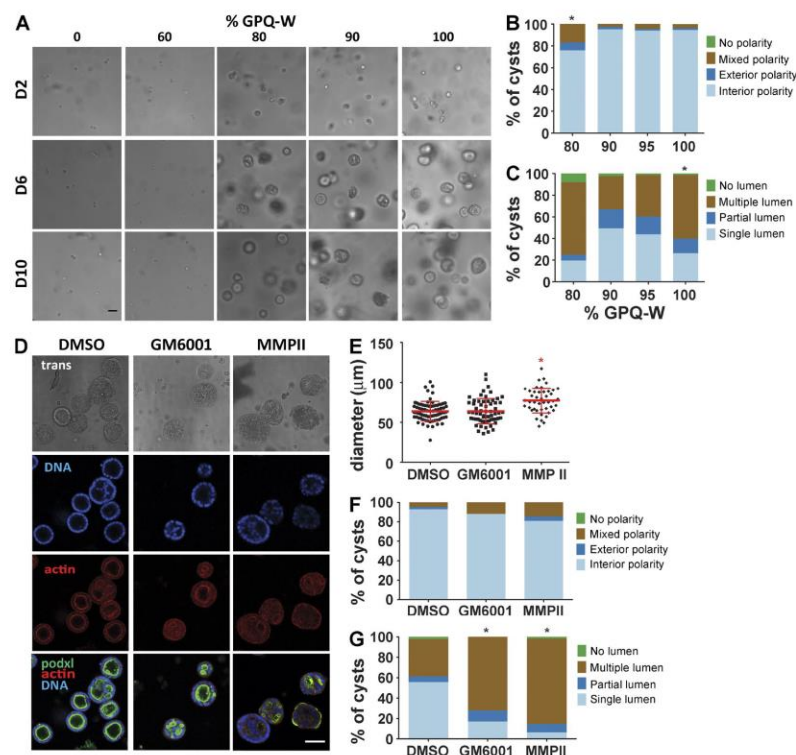 A
% GPQ-W
0 60 80 90 100
D2
D6
D10
B
% of cysts
100
80
60
40
20
0
*
80 90 95 100
No polarity
Mixed polarity
Exterior polarity
Interior polarity
C
% of cysts
100
80
60
40
20
0
*
80 90 95 100
% GPQ-W
No lumen
Multiple lumen
Partial lumen
Single lumen
D
DMSO GM6001 MMPII
trans
DNA
actin
podxl
actin
DNA
E
diameter (μm)
150
100
50
0
*
DMSO GM6001 MMP II
F
% of cysts
100
80
60
40
20
0
DMSO GM6001 MMPII
No polarity
Mixed polarity
Exterior polarity
Interior polarity
G
% of cysts
100
80
60
40
20
0
* *
DMSO GM6001 MMPII
No lumen
Multiple lumen
Partial lumen
Single lumen